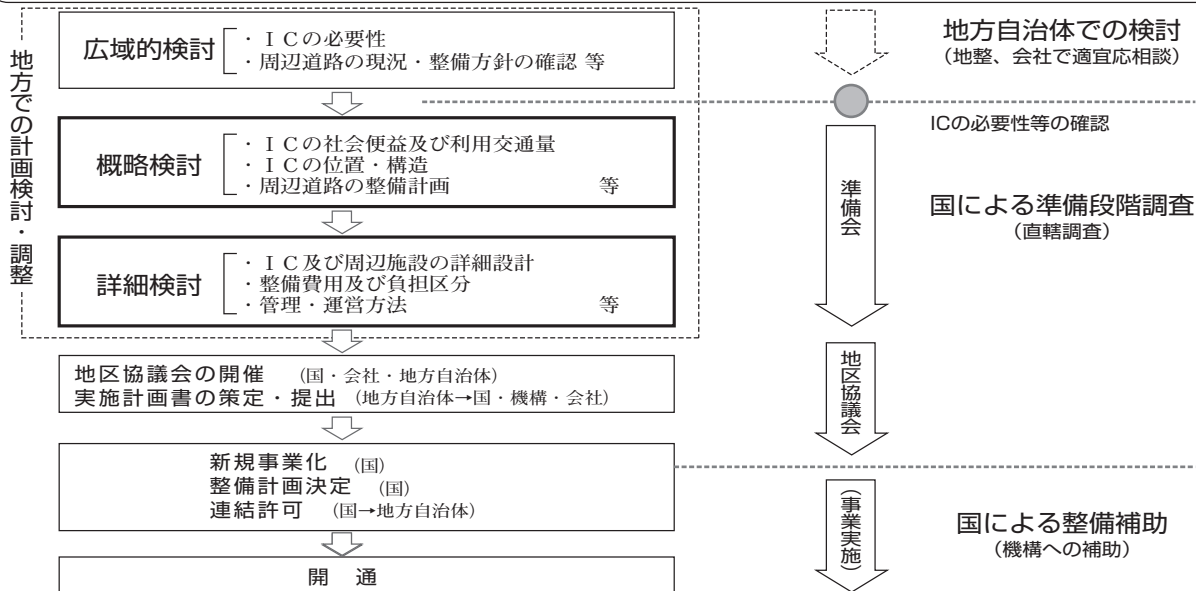 地方での計画検討・調整
広域的検討
・ＩＣの必要性
・周辺道路の現況・整備方針の確認 等
概略検討
・ＩＣの社会便益及び利用交通量
・ＩＣの位置・構造
・周辺道路の整備計画 等
詳細検討
・ＩＣ及び周辺施設の詳細設計
・整備費用及び負担区分
・管理・運営方法 等
地区協議会の開催 （国・会社・地方自治体）
実施計画書の策定・提出 （地方自治体→国・機構・会社）
新規事業化 （国）
整備計画決定 （国）
連結許可 （国→地方自治体）
開 通
準備会
地区協議会
（事業実施）
地方自治体での検討
（地整、会社で適宜応相談）
ICの必要性等の確認
国による準備段階調査
（直轄調査）
国による整備補助
（機構への補助）